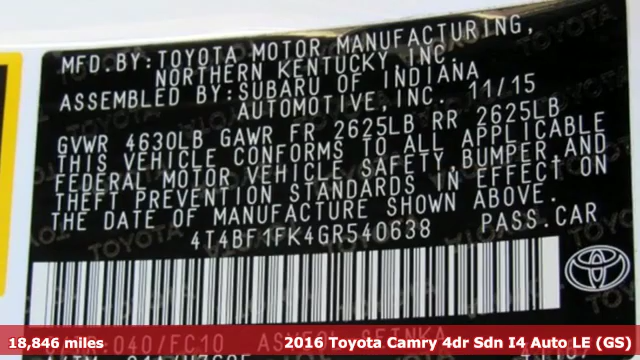 MFD.BY:TOYOTA MOTOR MANUFACTURING,
NORTHERN KENTUCKY INC.
ASSEMBLED BY:SUBARU OF INDIANA
AUTOMOTIVE,INC. 11/15
GVWR 4630LB GAWR FR 2625LB RR 2625LB
THIS VEHICLE CONFORMS TO ALL APPLICABLE
FEDERAL MOTOR VEHICLE SAFETY,BUMPER,AND
THEFT PREVENTION STANDARDS IN EFFECT ON
THE DATE OF MANUFACTURE SHOWN ABOVE.
4T4BF1FK4GR540638 PASS.CAR
18,846 miles
2016 Toyota Camry 4dr Sdn I4 Auto LE (GS)